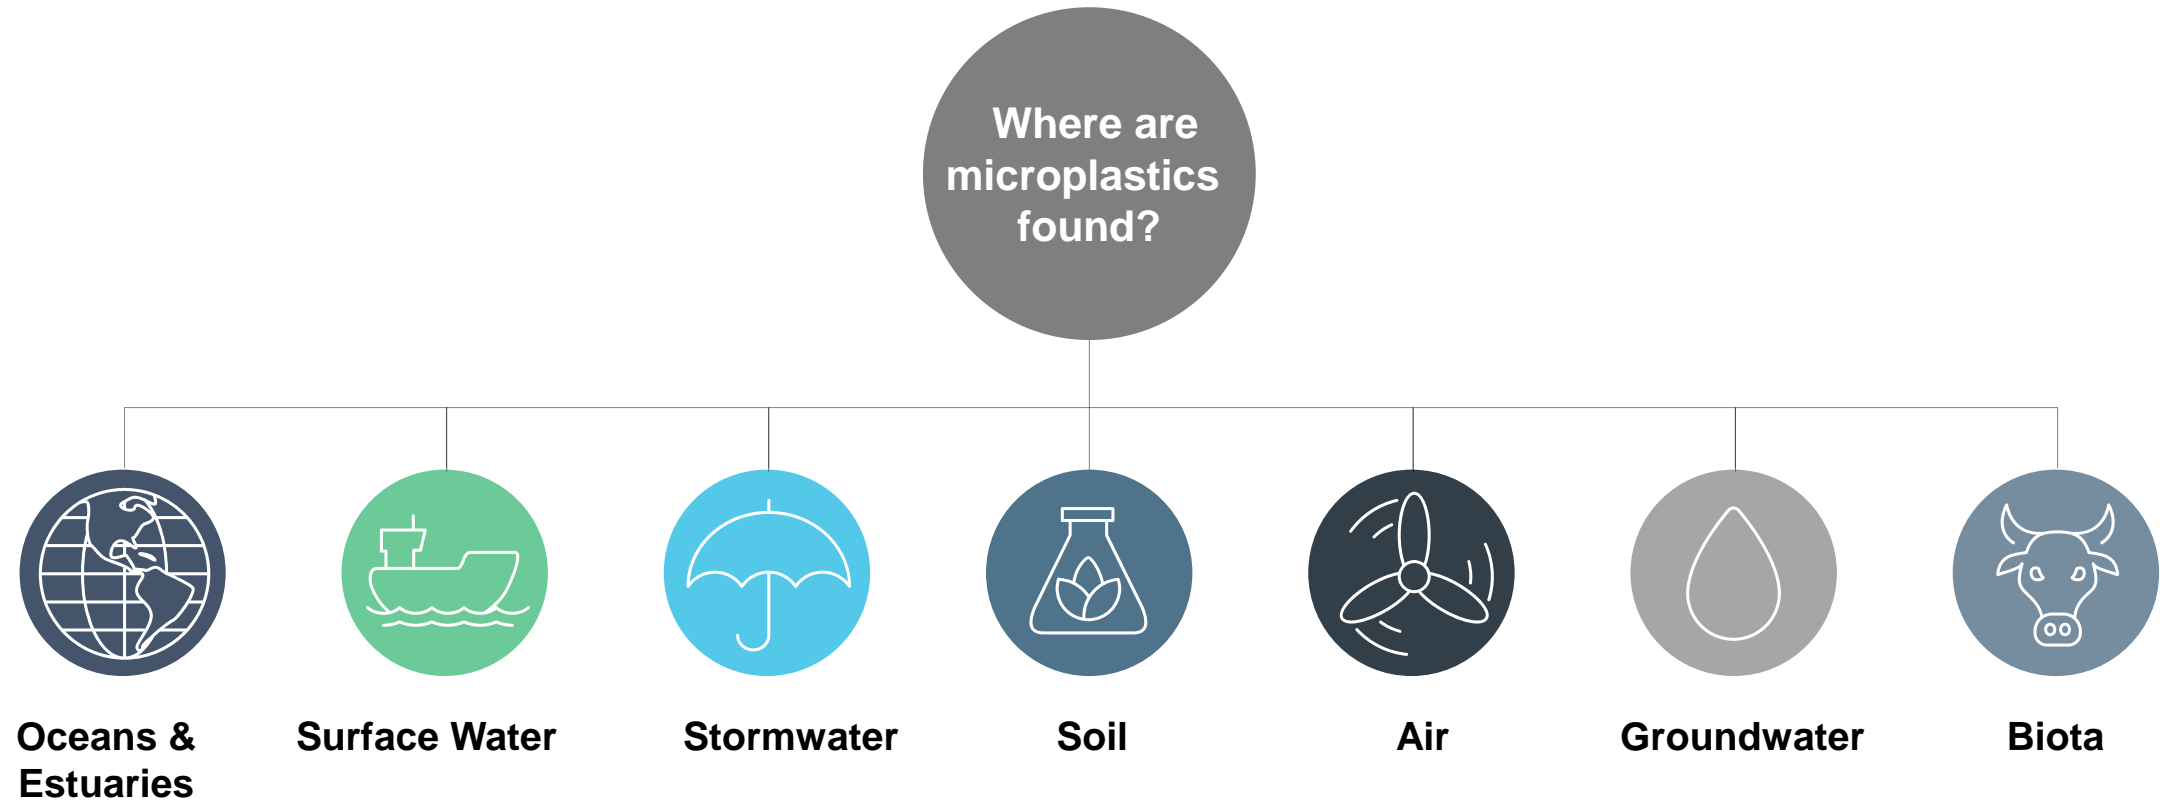 Where are
microplastics
found?
Oceans &
Estuaries
Surface Water
Stormwater
Soil
Air
Groundwater
Biota